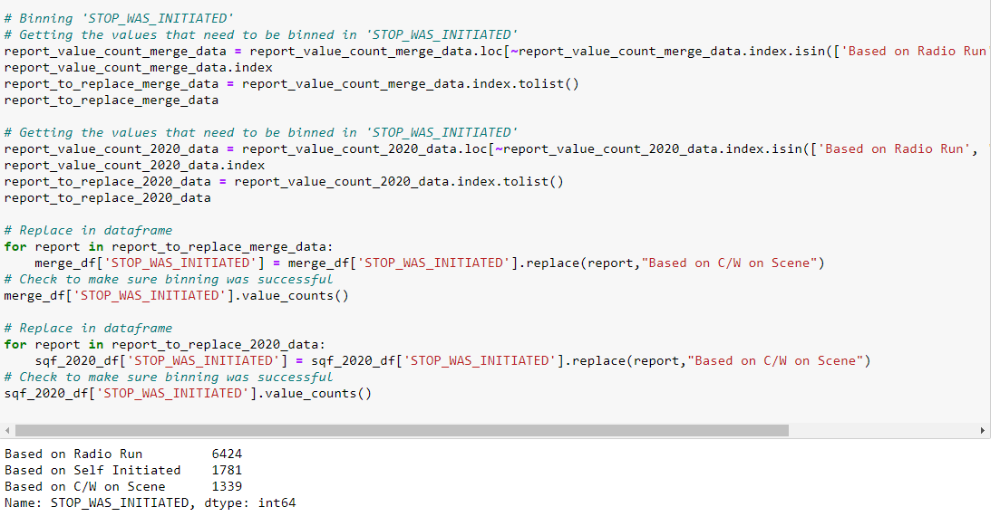 # Binning 'STOP_WAS_INITIATED'
# Getting the values that need to be binned in 'STOP_WAS_INITIATED'
report_value_count_merge_data = report_value_count_merge_data.loc[~report_value_count_merge_data.index.isin(['Based on Radio Run
report_value_count_merge_data.index
report_to_replace_merge_data = report_value_count_merge_data.index.tolist()
report_to_replace_merge_data
# Getting the values that need to be binned in 'STOP_WAS_INITIATED'
report_value_count_2020_data = report_value_count_2020_data.loc[~report_value_count_2020_data.index.isin(['Based on Radio Run',
report_value_count_2020_data.index
report_to_replace_2020_data = report_value_count_2020_data.index.tolist()
report_to_replace_2020_data
# Replace in dataframe
for report in report_to_replace_merge_data:
    merge_df['STOP_WAS_INITIATED'] = merge_df['STOP_WAS_INITIATED'].replace(report,"Based on C/W on Scene")
# Check to make sure binning was successful
merge_df['STOP_WAS_INITIATED'].value_counts()
# Replace in dataframe
for report in report_to_replace_2020_data:
    sqf_2020_df['STOP_WAS_INITIATED'] = sqf_2020_df['STOP_WAS_INITIATED'].replace(report,"Based on C/W on Scene")
# Check to make sure binning was successful
sqf_2020_df['STOP_WAS_INITIATED'].value_counts()
Based on Radio Run         6424
Based on Self Initiated    1781
Based on C/W on Scene      1339
Name: STOP_WAS_INITIATED, dtype: int64